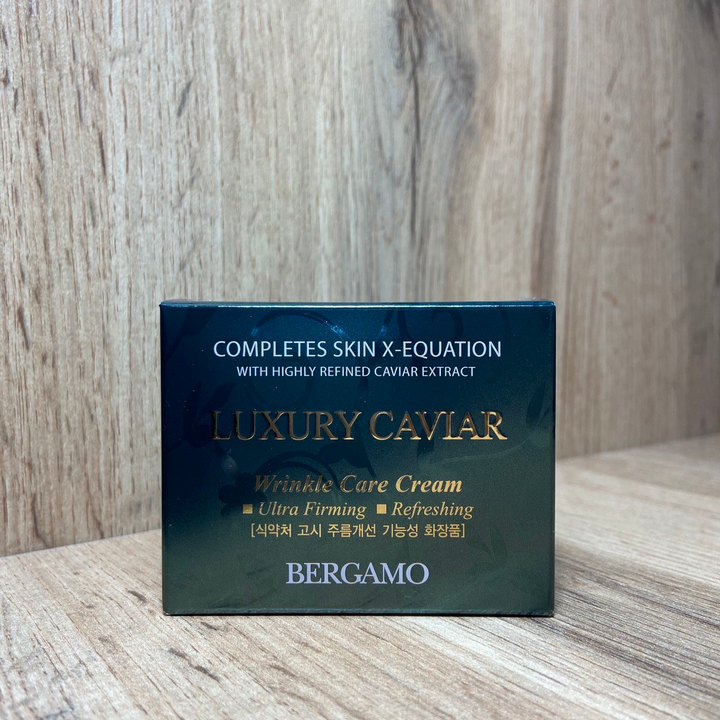 COMPLETES SKIN X-EQUATION
WITH HIGHLY REFINED CAVIAR EXTRACT
LUXURY CAVIAR
Wrinkle Care Cream
■ Ultra Firming ■ Refreshing
[식약처 고시 주름개선 기능성 화장품]
BERGAMO